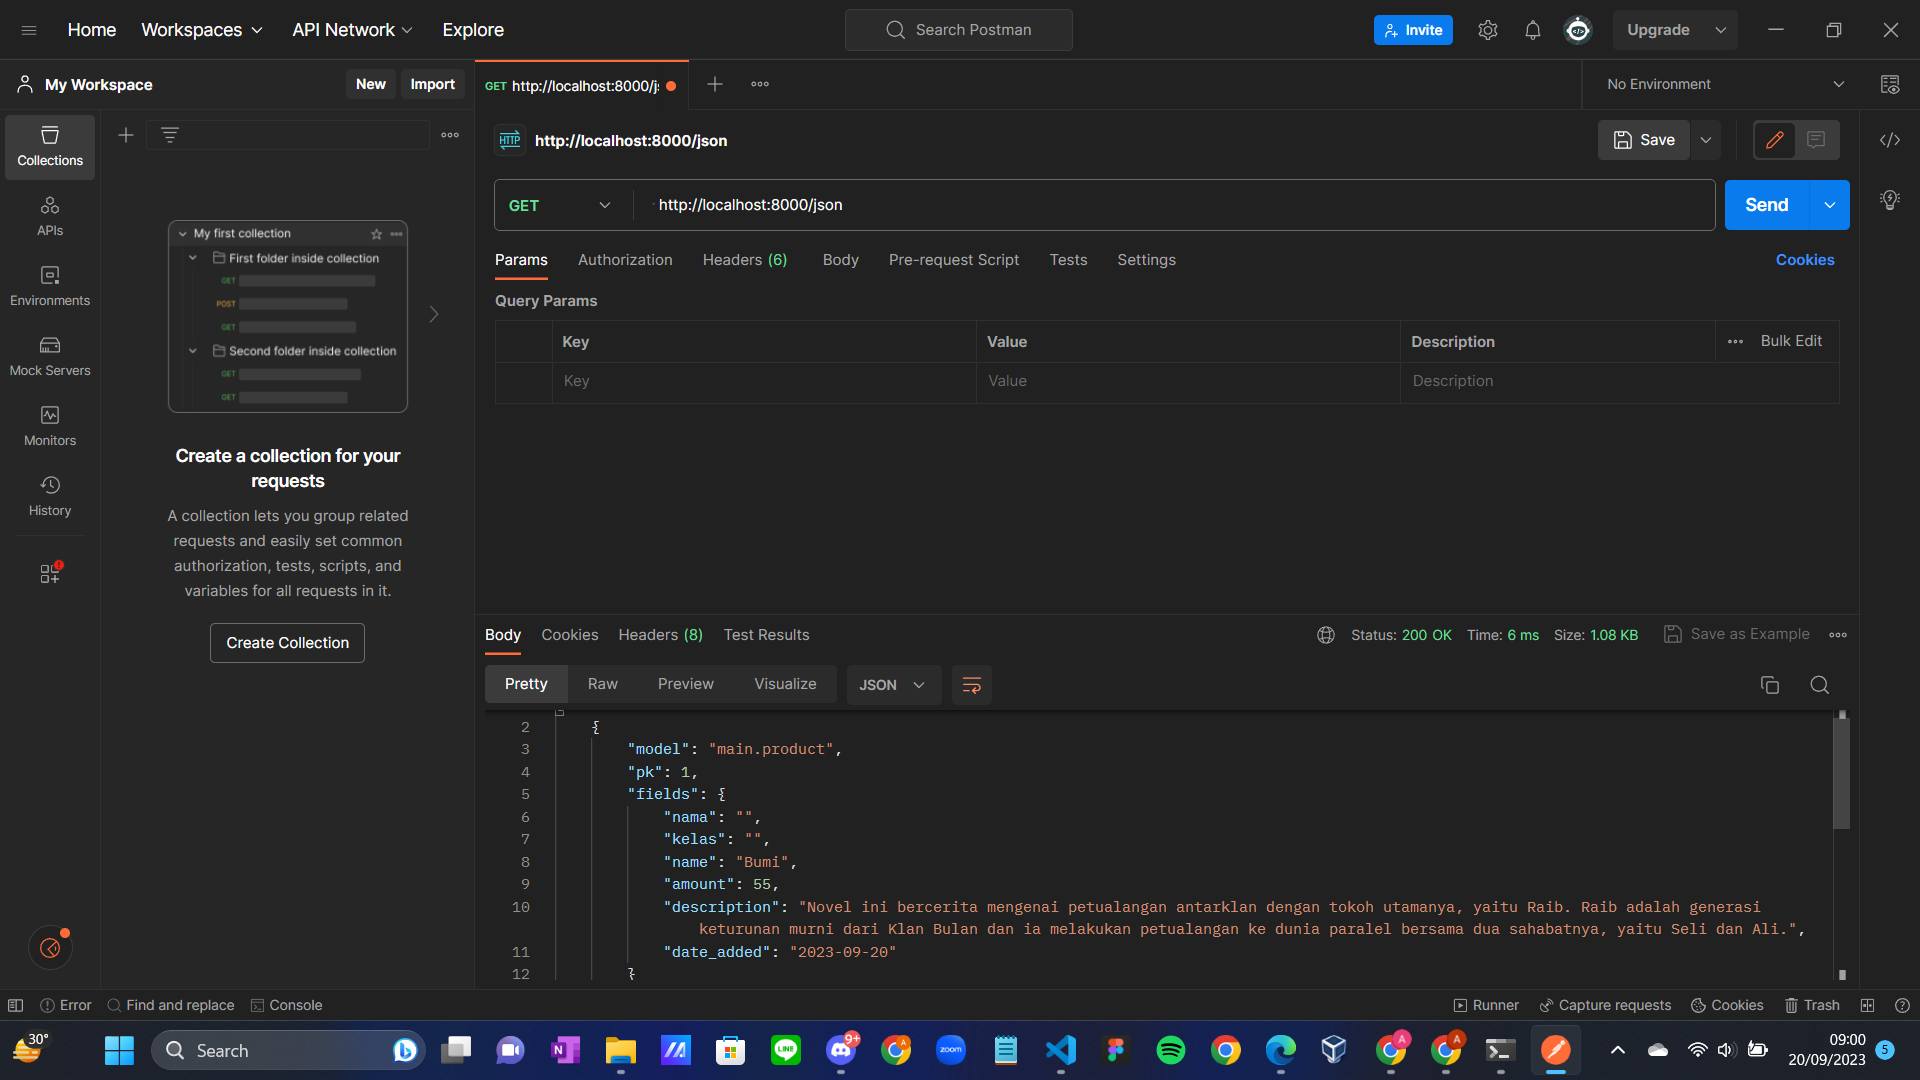 Home
Workspaces
API Network
Explore
Search Postman
Invite
Upgrade
My Workspace
New
Import
GET http://localhost:8000/j
No Environment
Collections
APIs
Environments
Mock Servers
Monitors
History
My first collection
First folder inside collection
GET
POST
GET
Second folder inside collection
GET
GET
Create a collection for your
requests
A collection lets you group related
requests and easily set common
authorization, tests, scripts, and
variables for all requests in it.
Create Collection
HTTP http://localhost:8000/json
Save
GET
http://localhost:8000/json
Send
Params
Authorization
Headers (6)
Body
Pre-request Script
Tests
Settings
Cookies
Query Params
Key
Value
Description
Bulk Edit
Key
Value
Description
Body
Cookies
Headers (8)
Test Results
Status: 200 OK
Time: 6 ms
Size: 1.08 KB
Save as Example
Pretty
Raw
Preview
Visualize
JSON
2 {
3 "model": "main.product",
4 "pk": 1,
5 "fields": {
6 "nama": "",
7 "kelas": "",
8 "name": "Bumi",
9 "amount": 55,
10 "description": "Novel ini bercerita mengenai petualangan antarklan dengan tokoh utamanya, yaitu Raib. Raib adalah generasi
keturunan murni dari Klan Bulan dan ia melakukan petualangan ke dunia paralel bersama dua sahabatnya, yaitu Seli dan Ali.",
11 "date_added": "2023-09-20"
12 }
Error
Find and replace
Console
Runner
Capture requests
Cookies
Trash
30°
Search
N
LINE
9+
A
zoom
A
A
09:00
20/09/2023
5